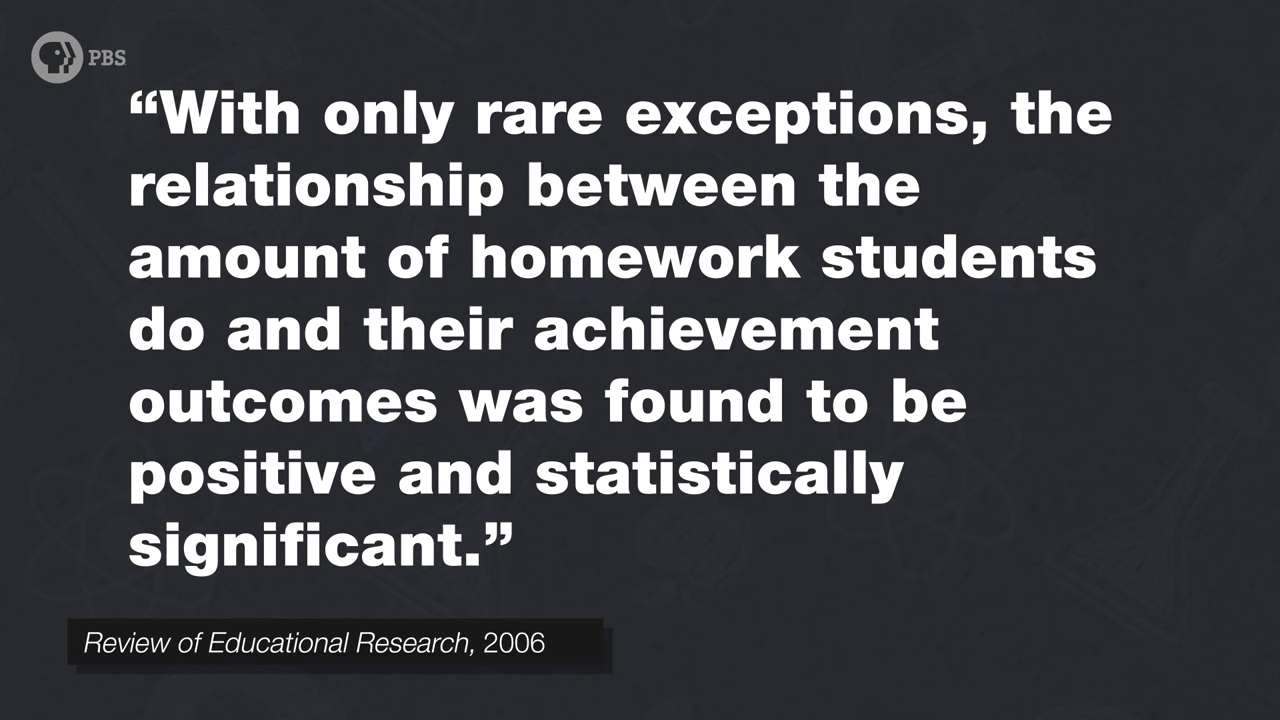 PBS
“With only rare exceptions, the
relationship between the
amount of homework students
do and their achievement
outcomes was found to be
positive and statistically
significant.”
Review of Educational Research, 2006